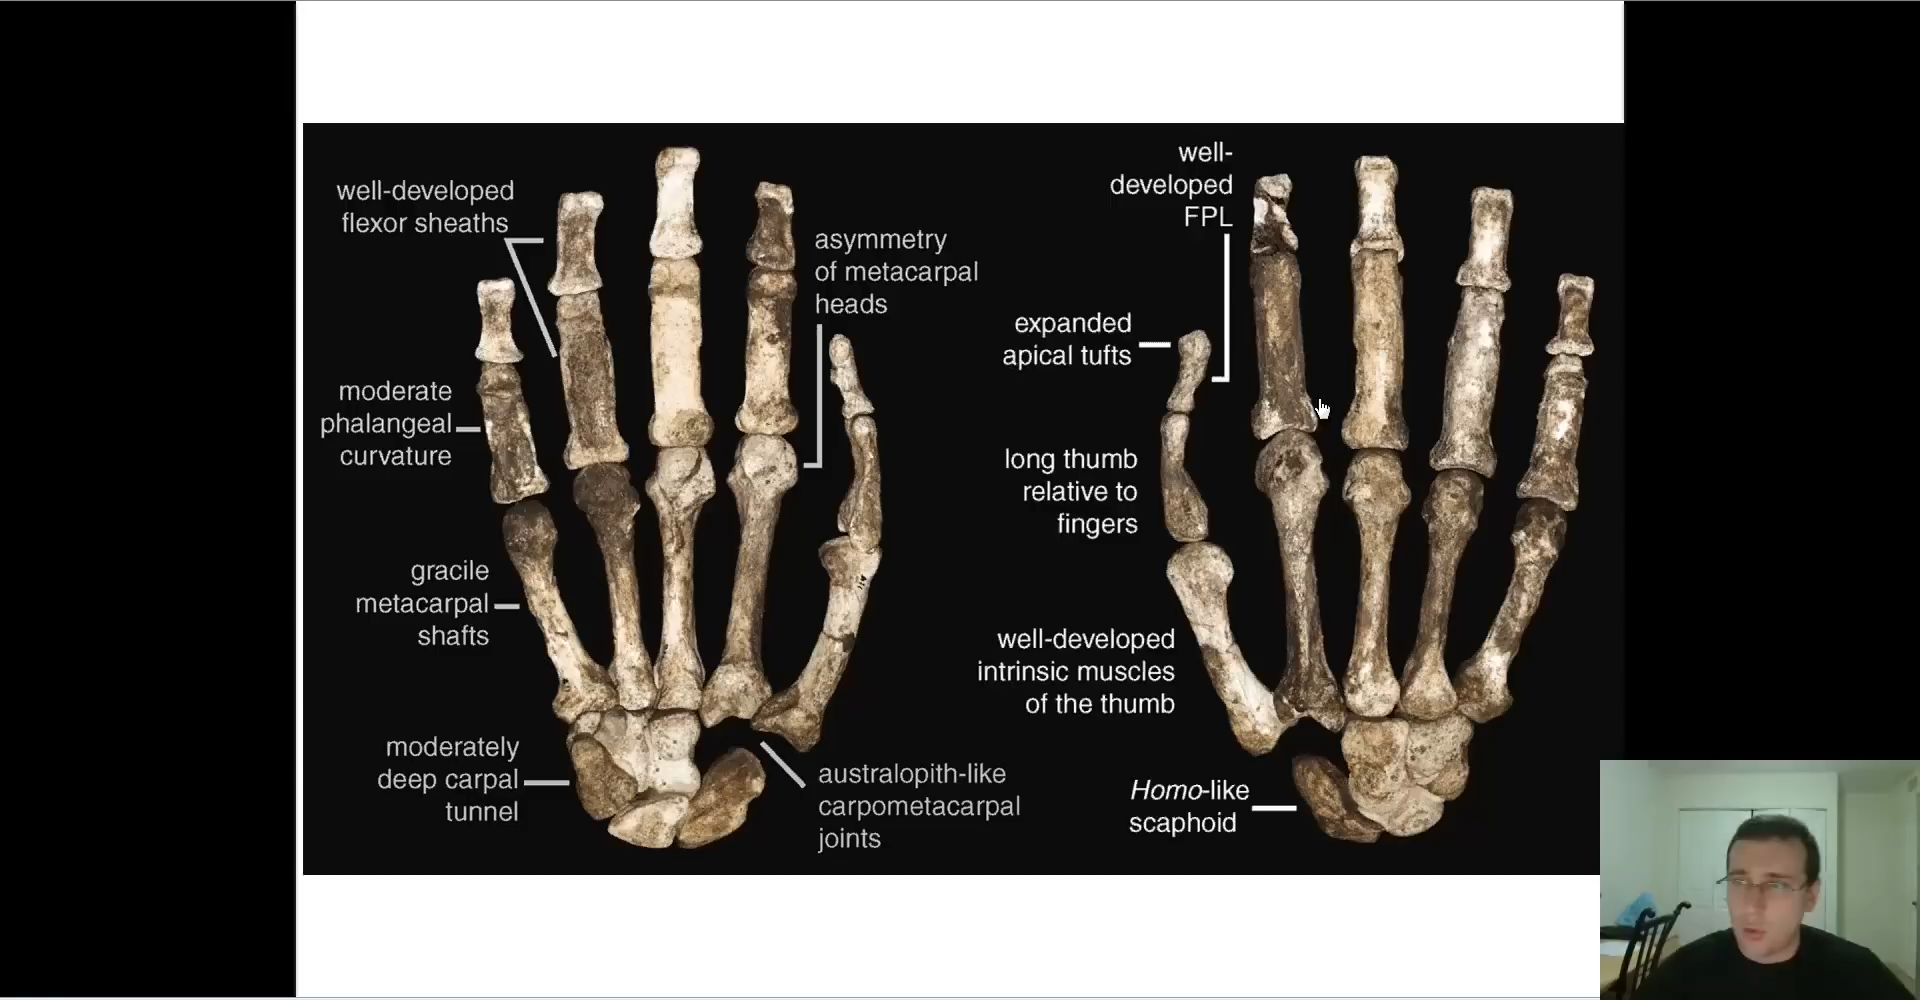 well-developed
flexor sheaths
moderate
phalangeal
curvature
gracile
metacarpal
shafts
moderately
deep carpal
tunnel
asymmetry
of metacarpal
heads
australopith-like
carpometacarpal
joints
well-
developed
FPL
expanded
apical tufts
long thumb
relative to
fingers
well-developed
intrinsic muscles
of the thumb
Homo-like
scaphoid